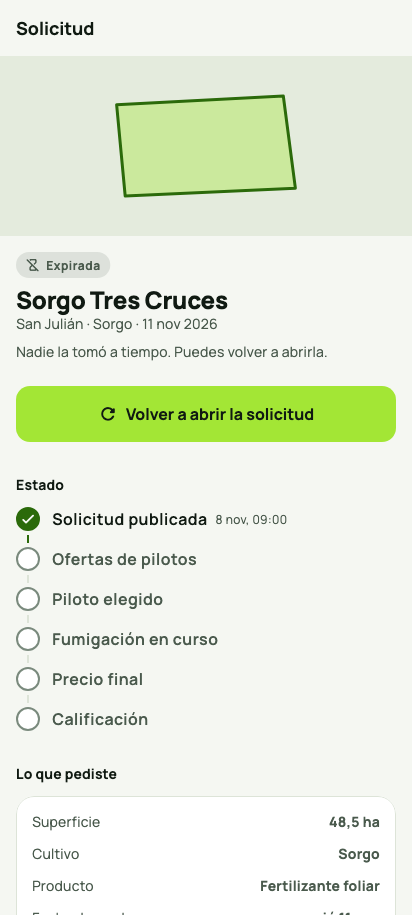 Solicitud
Expirada
Sorgo Tres Cruces
San Julián · Sorgo · 11 nov 2026
Nadie la tomó a tiempo. Puedes volver a abrirla.
Volver a abrir la solicitud
Estado
Solicitud publicada 8 nov, 09:00
Ofertas de pilotos
Piloto elegido
Fumigación en curso
Precio final
Calificación
Lo que pediste
Superficie 48,5 ha
Cultivo Sorgo
Producto Fertilizante foliar